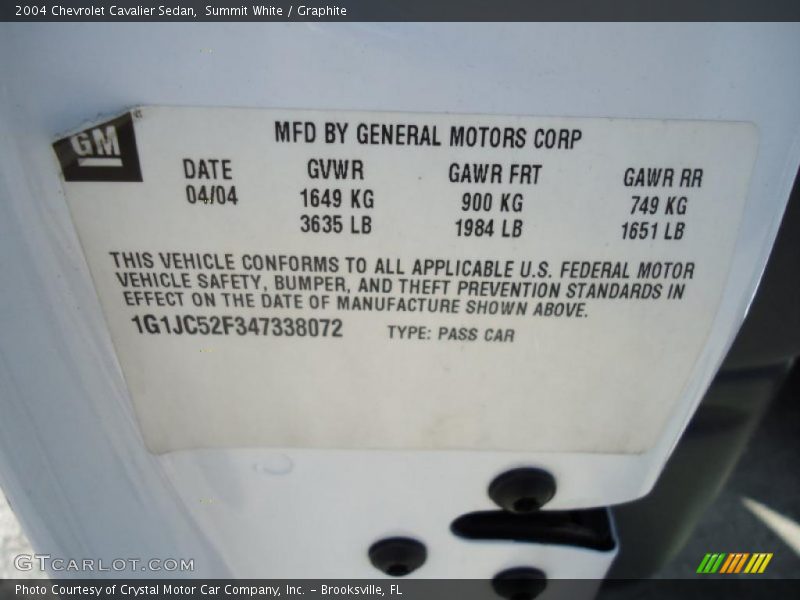 2004 Chevrolet Cavalier Sedan, Summit White / Graphite
GM
MFD BY GENERAL MOTORS CORP
DATE GVWR GAWR FRT GAWR RR
04/04 1649 KG 900 KG 749 KG
3635 LB 1984 LB 1651 LB
THIS VEHICLE CONFORMS TO ALL APPLICABLE U.S. FEDERAL MOTOR
VEHICLE SAFETY, BUMPER, AND THEFT PREVENTION STANDARDS IN
EFFECT ON THE DATE OF MANUFACTURE SHOWN ABOVE.
1G1JC52F347338072 TYPE: PASS CAR
GTCARLOT.COM
Photo Courtesy of Crystal Motor Car Company, Inc. – Brooksville, FL